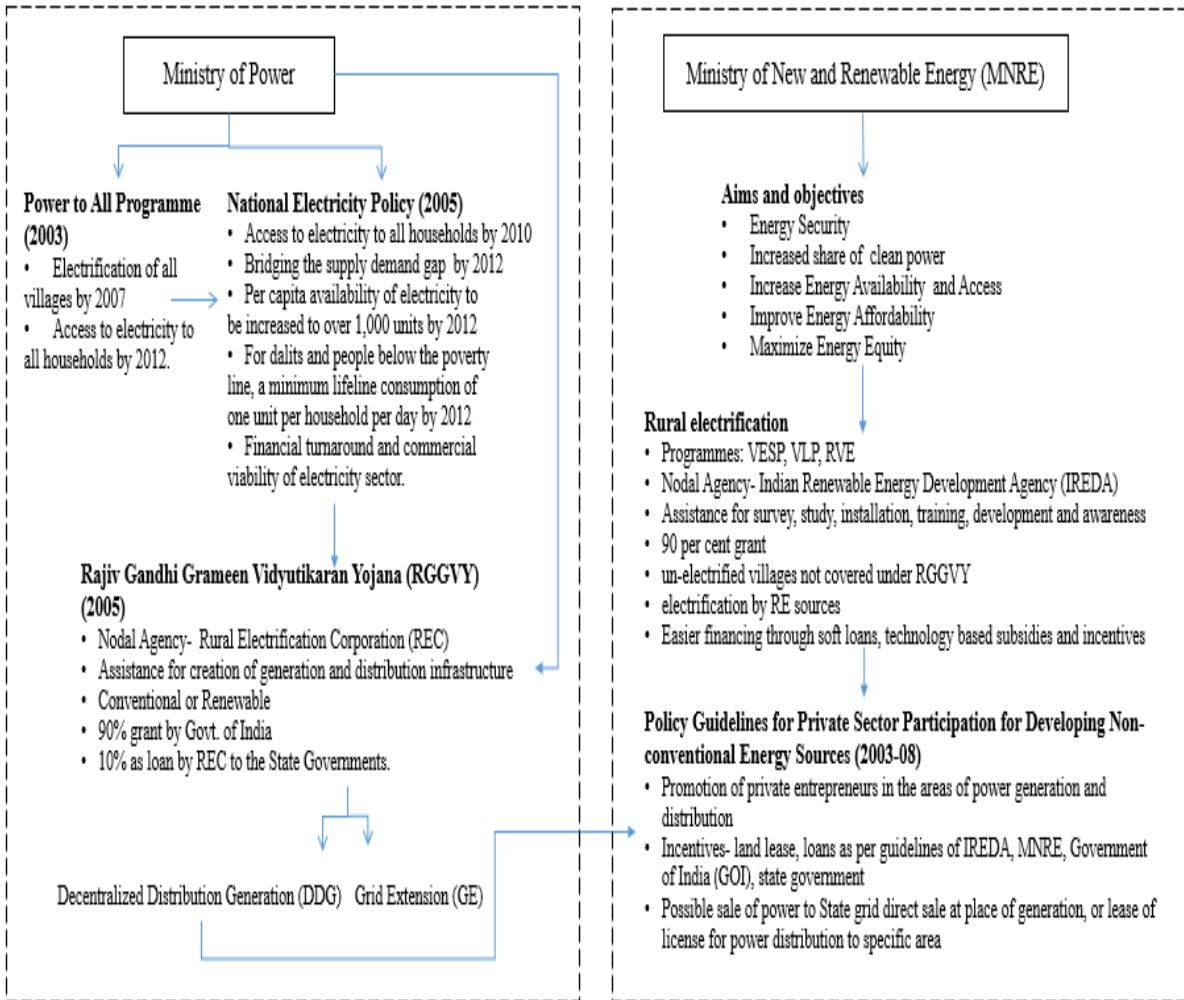 Ministry of Power
Power to All Programme
(2003)
• Electrification of all
villages by 2007
• Access to electricity to
all households by 2012.
National Electricity Policy (2005)
• Access to electricity to all households by 2010
• Bridging the supply demand gap by 2012
• Per capita availability of electricity to
be increased to over 1,000 units by 2012
• For dalits and people below the poverty
line, a minimum lifeline consumption of
one unit per household per day by 2012
• Financial turnaround and commercial
viability of electricity sector.
Rajiv Gandhi Grameen Vidyutikaran Yojana (RGGVY)
(2005)
• Nodal Agency- Rural Electrification Corporation (REC)
• Assistance for creation of generation and distribution infrastructure
• Conventional or Renewable
• 90% grant by Govt. of India
• 10% as loan by REC to the State Governments.
Decentralized Distribution Generation (DDG) Grid Extension (GE)
Ministry of New and Renewable Energy (MNRE)
Aims and objectives
• Energy Security
• Increased share of clean power
• Increase Energy Availability and Access
• Improve Energy Affordability
• Maximize Energy Equity
Rural electrification
• Programmes: VESP, VLP, RVE
• Nodal Agency- Indian Renewable Energy Development Agency (IREDA)
• Assistance for survey, study, installation, training, development and awareness
• 90 per cent grant
• un-electrified villages not covered under RGGVY
• electrification by RE sources
• Easier financing through soft loans, technology based subsidies and incentives
Policy Guidelines for Private Sector Participation for Developing Non-
conventional Energy Sources (2003-08)
• Promotion of private entrepreneurs in the areas of power generation and
distribution
• Incentives- land lease, loans as per guidelines of IREDA, MNRE, Government
of India (GOI), state government
• Possible sale of power to State grid direct sale at place of generation, or lease of
license for power distribution to specific area